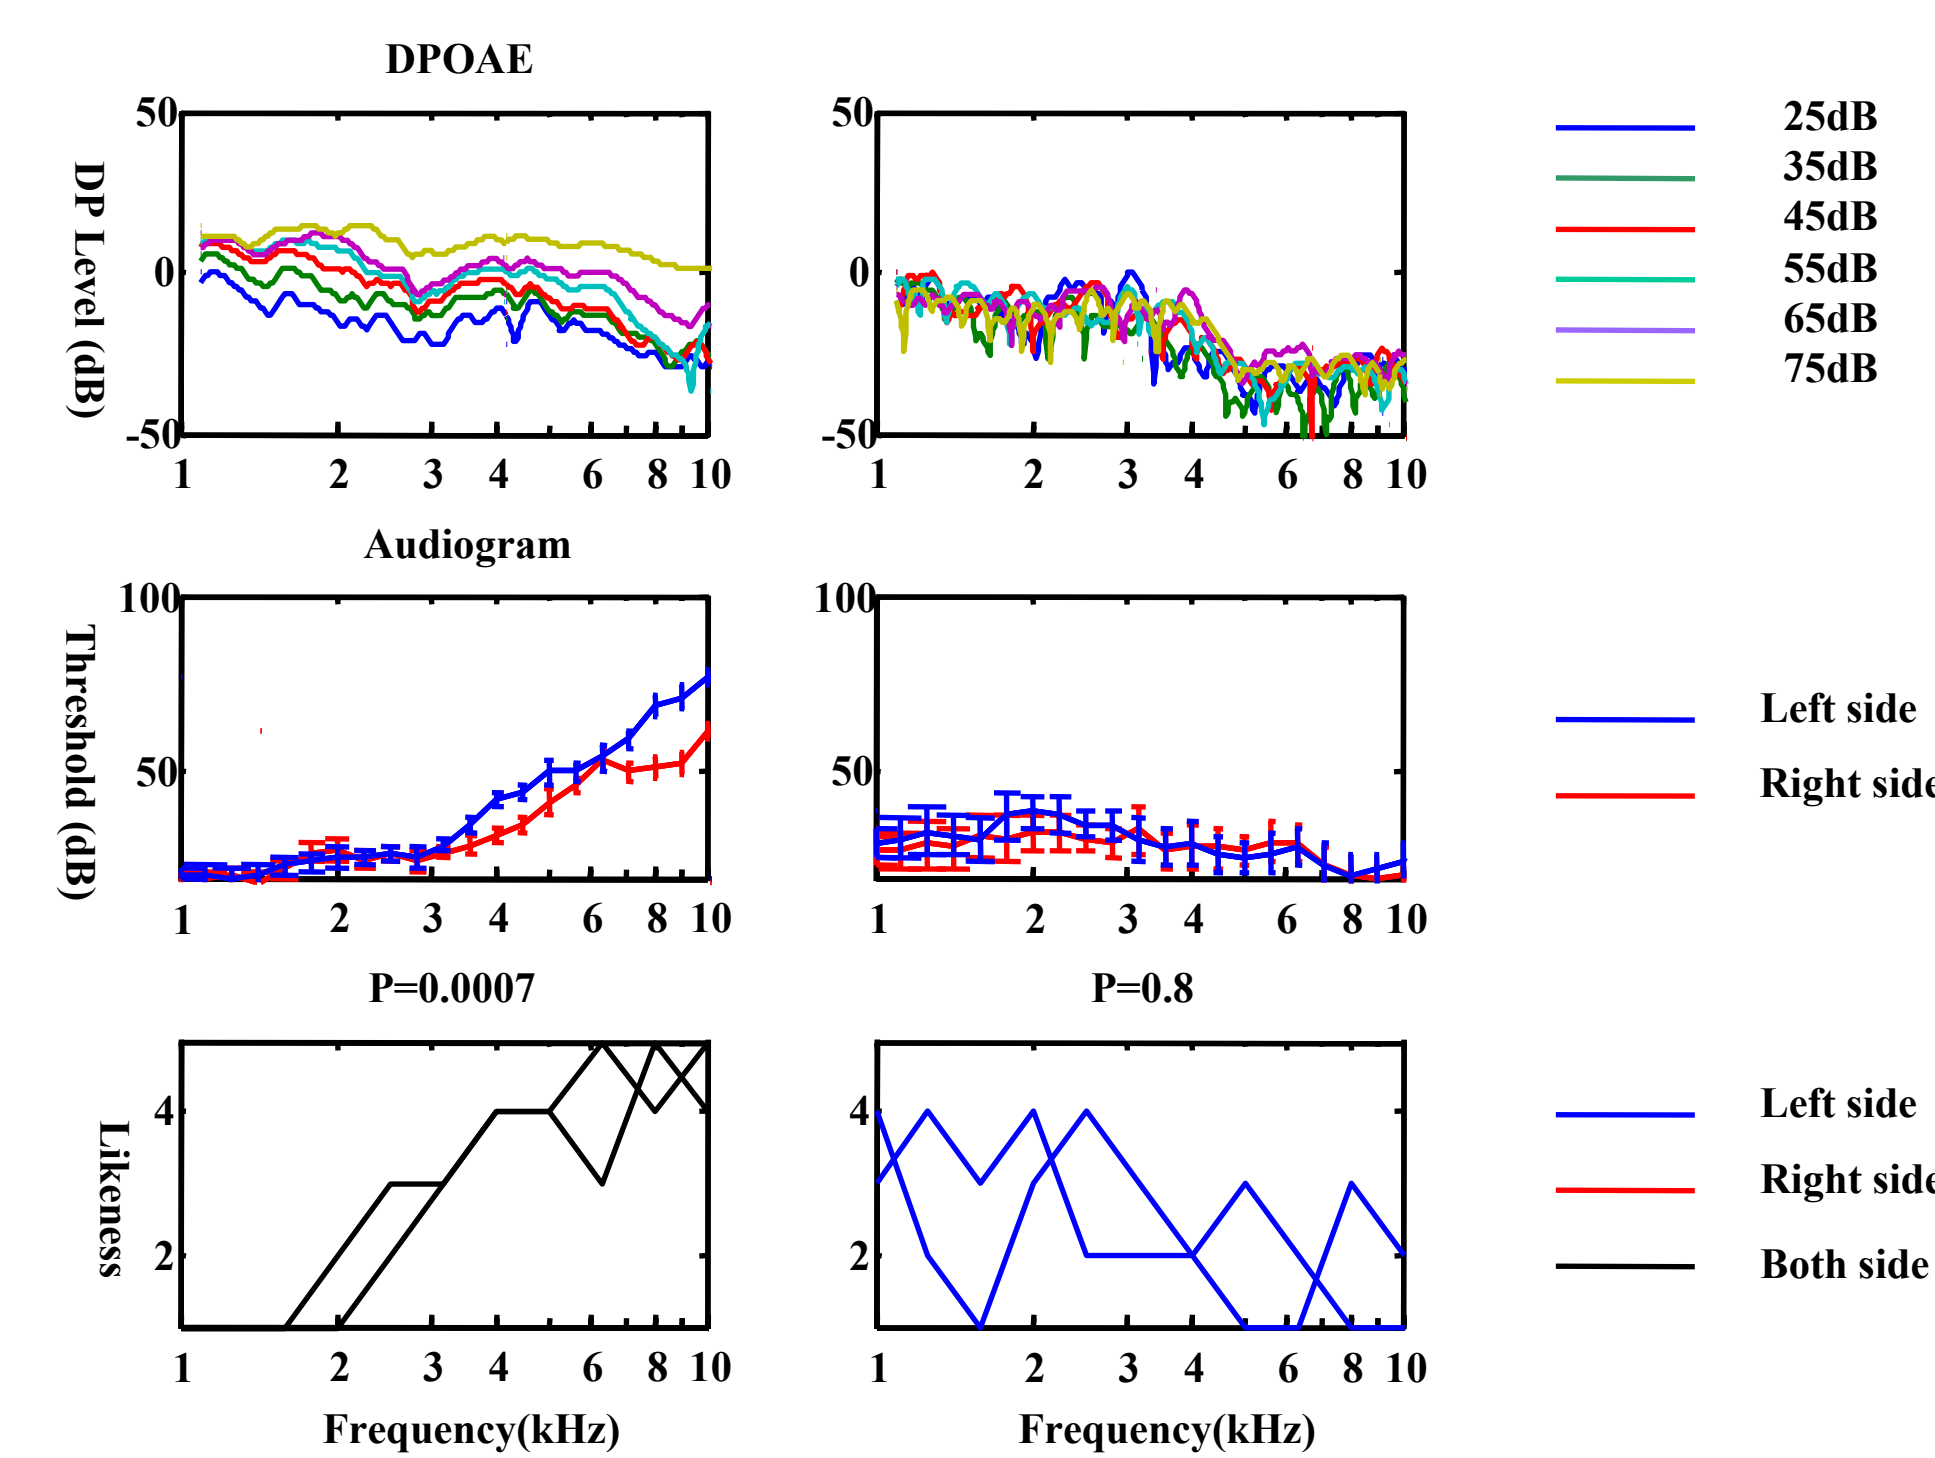 DPOAE
50
0
-50
DP Level (dB)
1 2 3 4 6 8 10
50
0
-50
1 2 3 4 6 8 10
25dB
35dB
45dB
55dB
65dB
75dB
Audiogram
100
50
Threshold (dB)
1 2 3 4 6 8 10
100
50
1 2 3 4 6 8 10
Left side
Right side
P=0.0007
4
2
Likeness
1 2 3 4 6 8 10
Frequency(kHz)
P=0.8
4
2
1 2 3 4 6 8 10
Frequency(kHz)
Left side
Right side
Both side